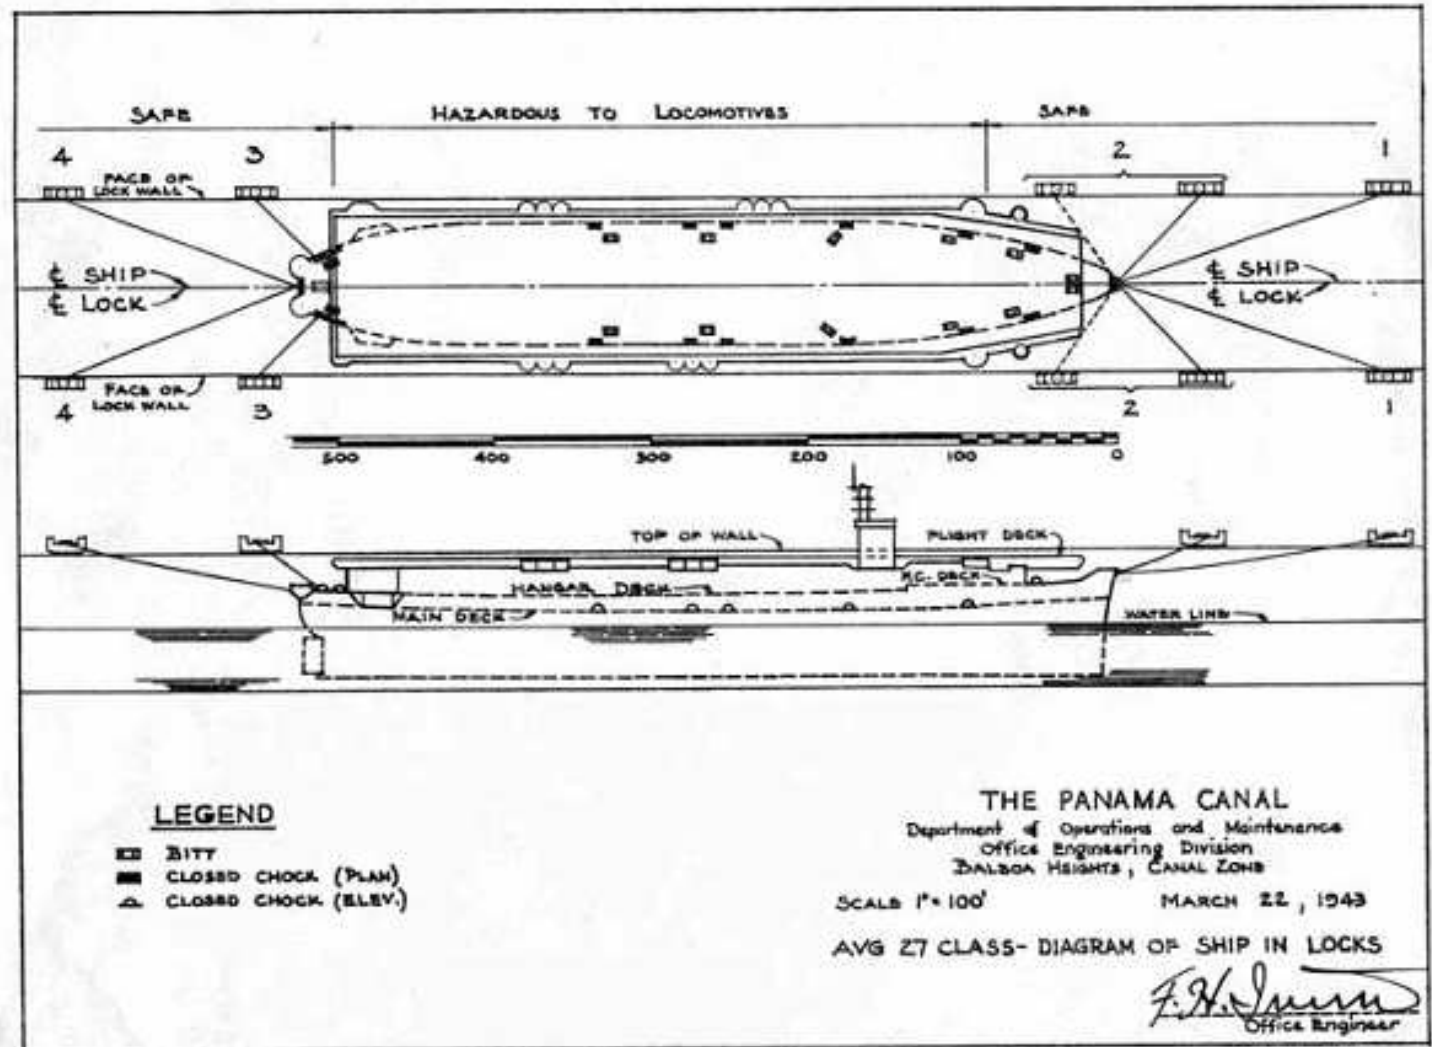 SAFE HAZARDOUS TO LOCOMOTIVES SAFE
4 3 2 1
FACE OF
LOCK WALL
℄ SHIP
℄ LOCK
℄ SHIP
℄ LOCK
FACE OF
LOCK WALL
4 3 2 1
500 400 300 200 100 0
TOP OF WALL FLIGHT DECK
HANGAR DECK F.C. DECK
MAIN DECK WATER LINE
LEGEND
BITT
CLOSED CHOCK (PLAN)
CLOSED CHOCK (ELEV.)
THE PANAMA CANAL
Department of Operations and Maintenance
Office Engineering Division
BALBOA HEIGHTS, CANAL ZONE
SCALE 1"=100' MARCH 22, 1943
AVG 27 CLASS- DIAGRAM OF SHIP IN LOCKS
F. H.
Office Engineer